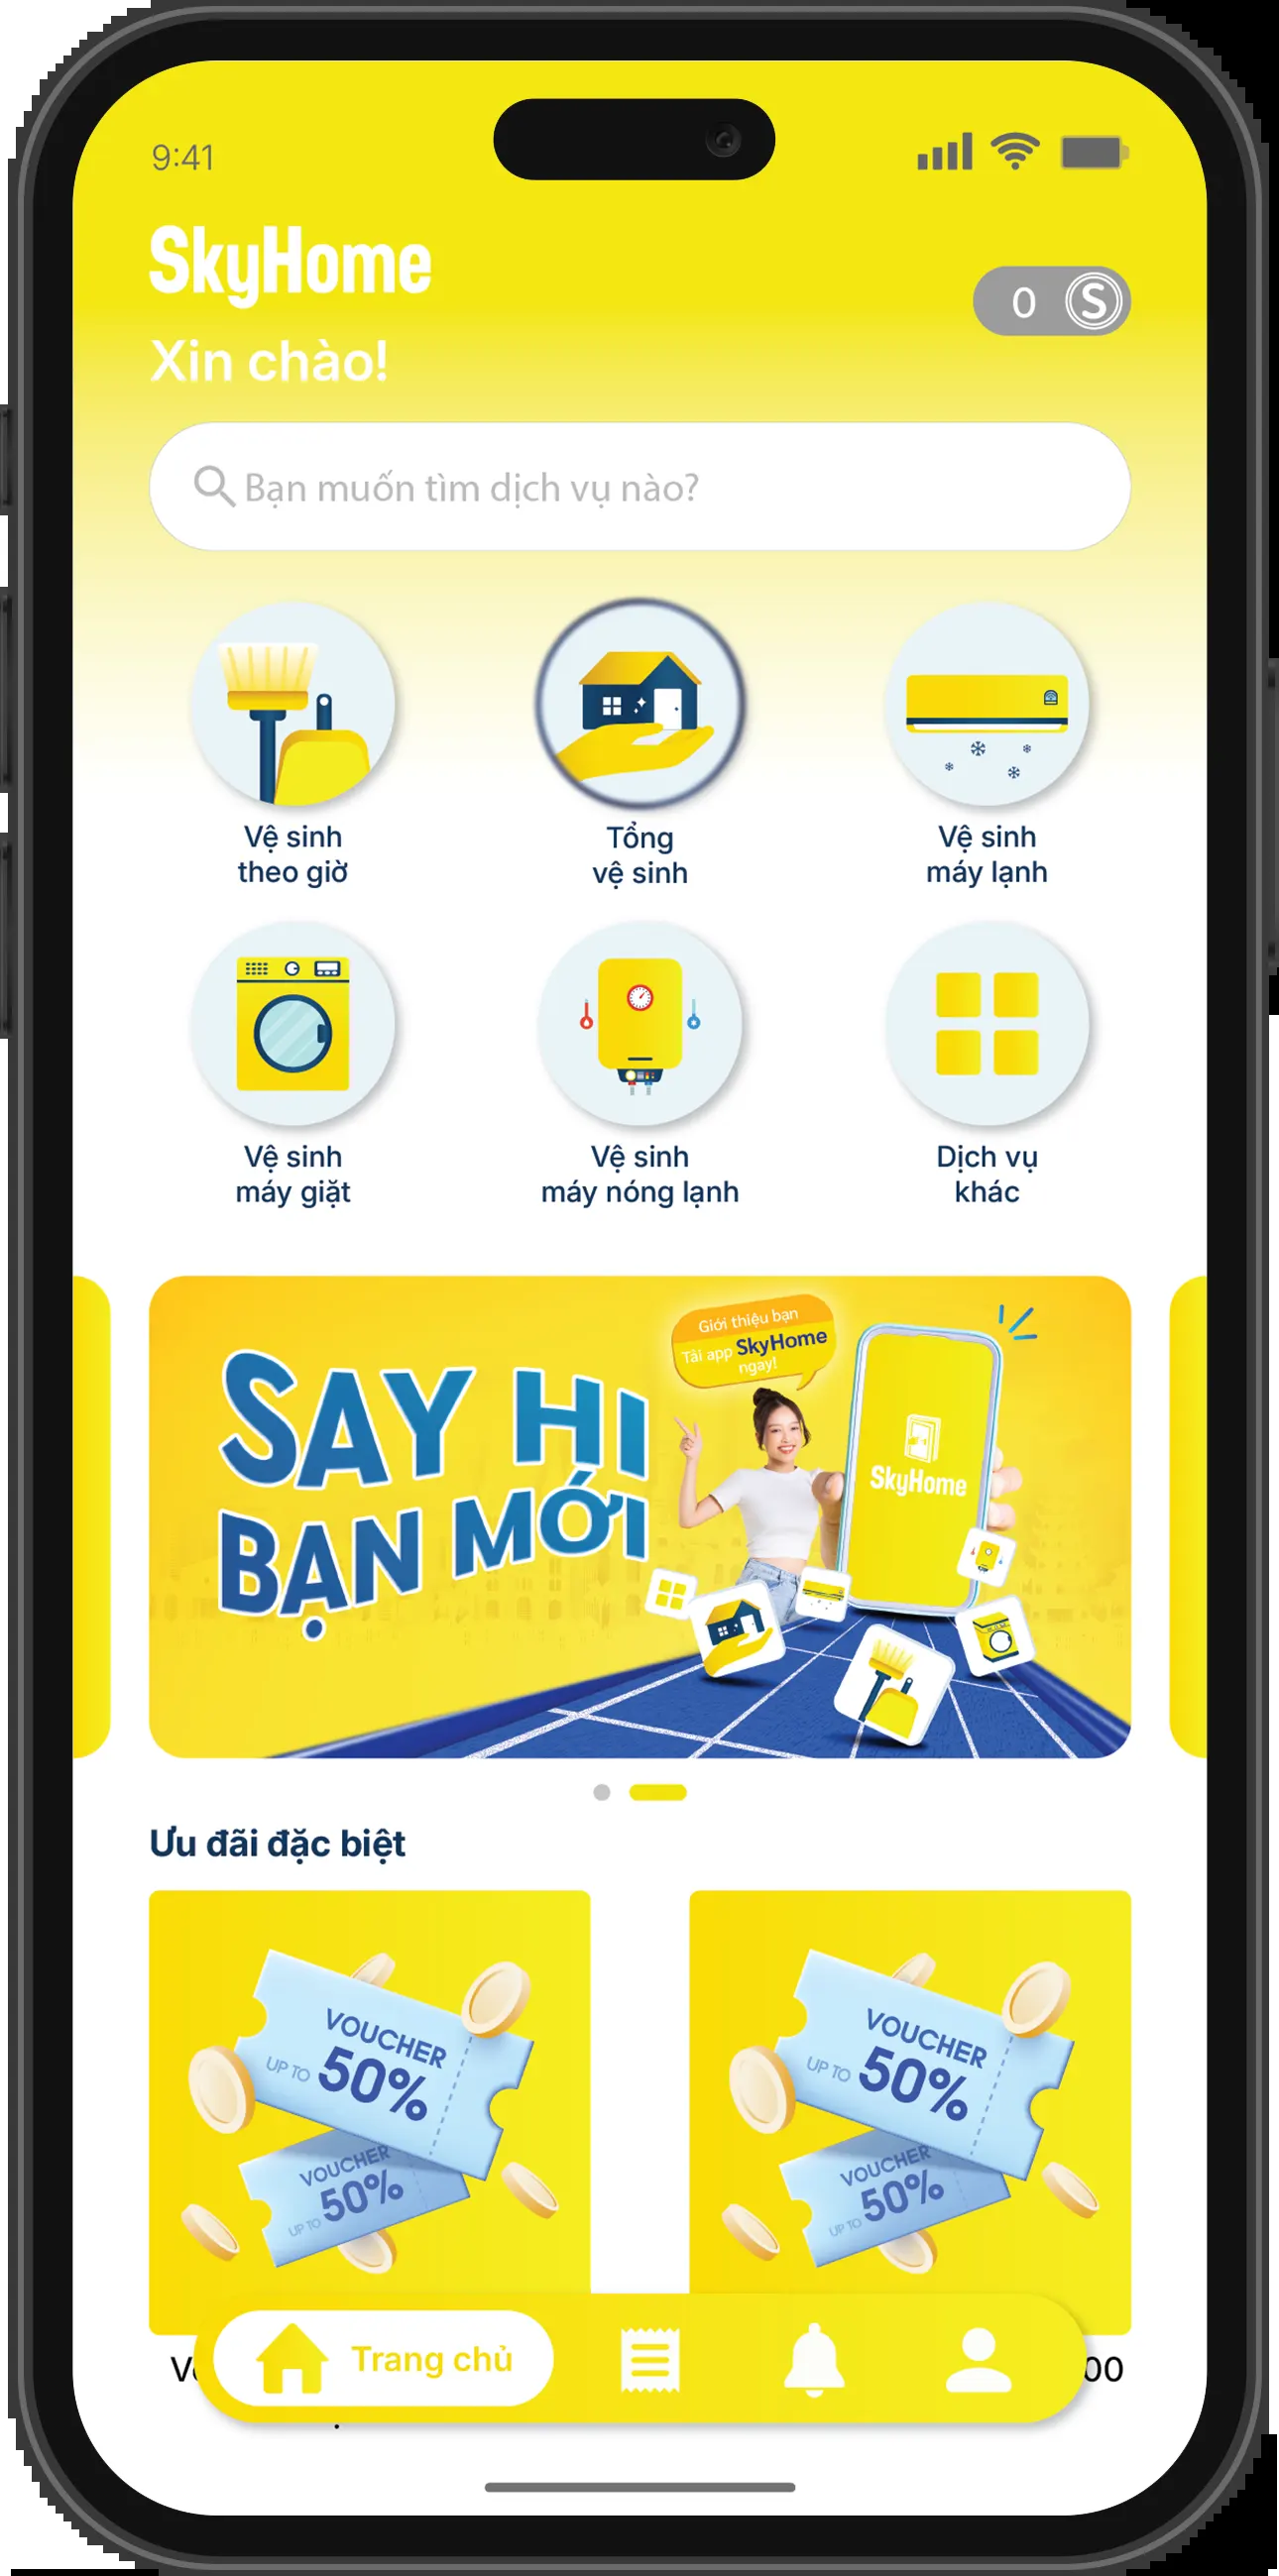 9:41
SkyHome
0 S
Xin chào!
Bạn muốn tìm dịch vụ nào?
Vệ sinh
theo giờ
Tổng
vệ sinh
Vệ sinh
máy lạnh
Vệ sinh
máy giặt
Vệ sinh
máy nóng lạnh
Dịch vụ
khác
SAY HI
BẠN MỚI
Giới thiệu bạn
Tải app SkyHome
ngay!
SkyHome
Ưu đãi đặc biệt
VOUCHER
UP TO 50%
VOUCHER
UP TO 50%
VOUCHER
UP TO 50%
VOUCHER
UP TO 50%
Trang chủ
00